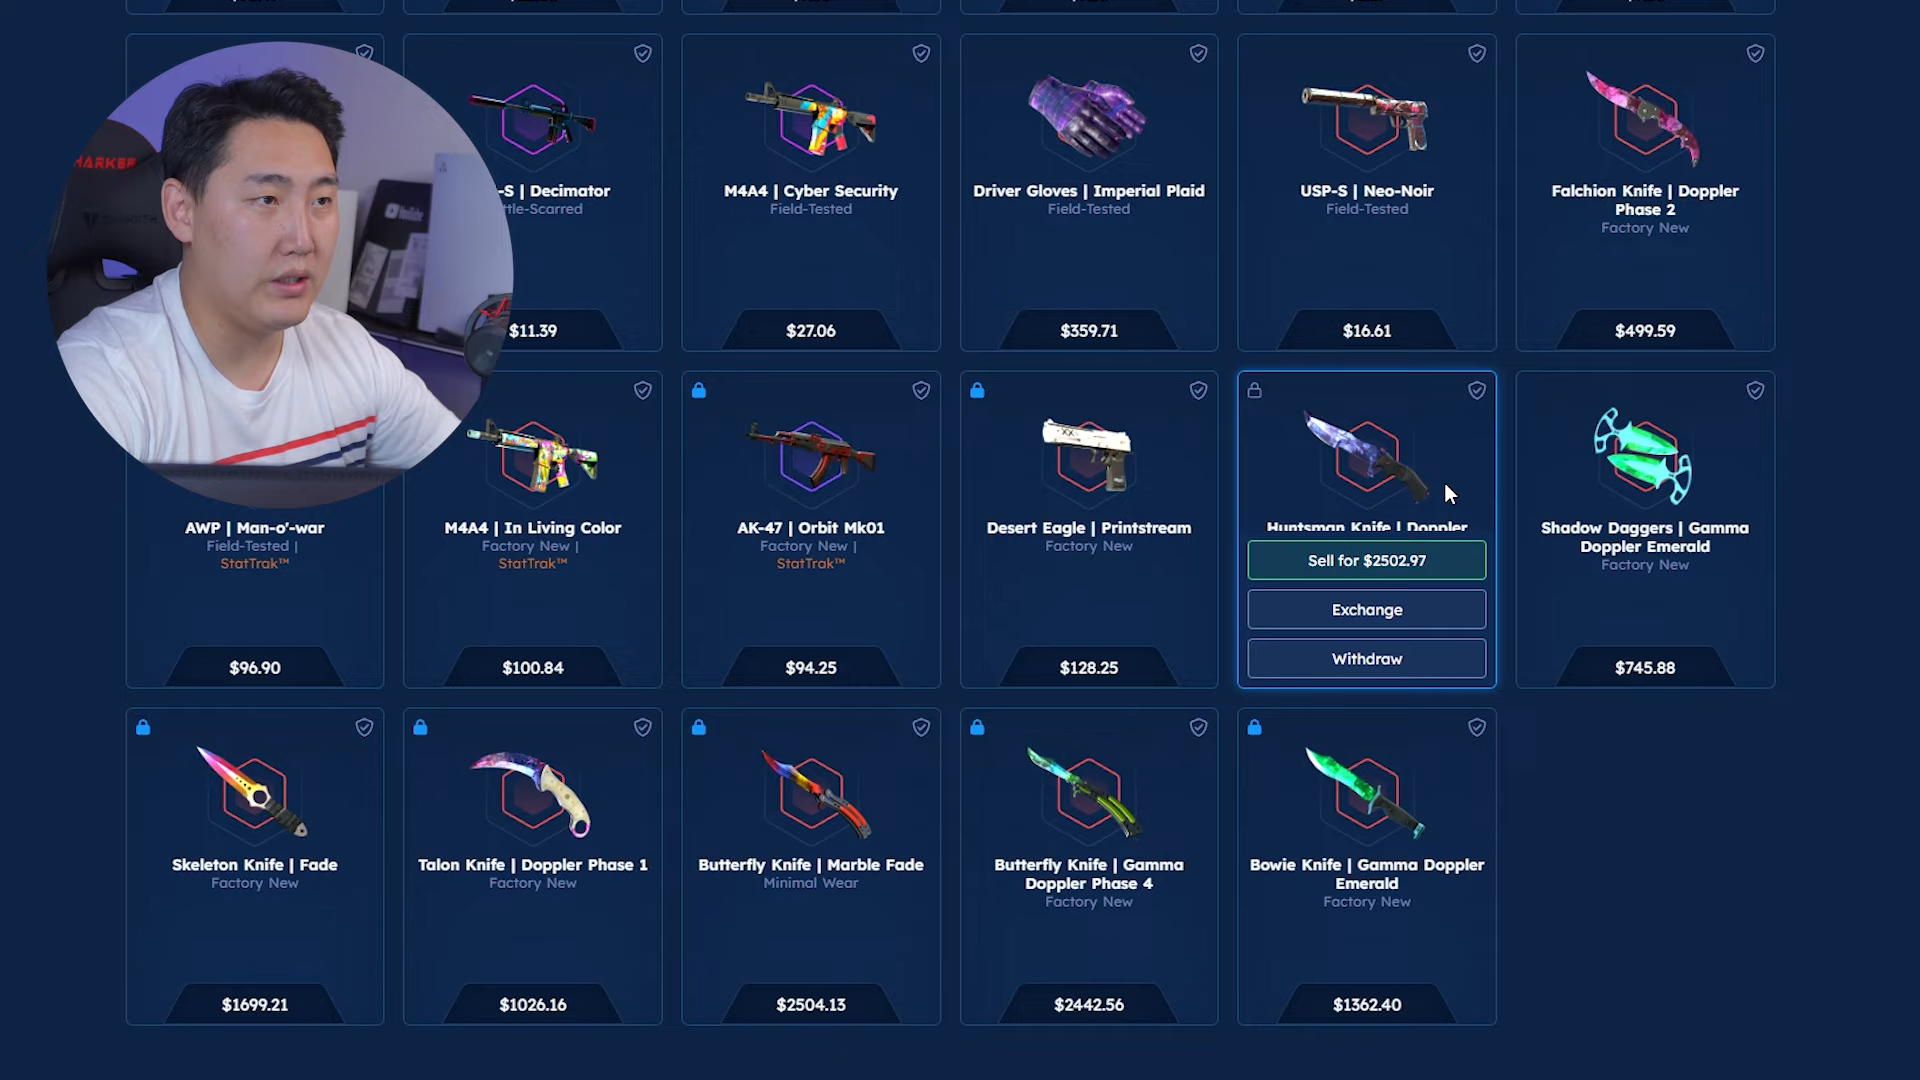 -S | Decimator
ttle-Scarred
$11.39
M4A4 | Cyber Security
Field-Tested
$27.06
Driver Gloves | Imperial Plaid
Field-Tested
$359.71
USP-S | Neo-Noir
Field-Tested
$16.61
Falchion Knife | Doppler
Phase 2
Factory New
$499.59
HARKE
YouTube
AWP | Man-o'-war
Field-Tested |
StatTrak™
$96.90
M4A4 | In Living Color
Factory New |
StatTrak™
$100.84
AK-47 | Orbit Mk01
Factory New |
StatTrak™
$94.25
Desert Eagle | Printstream
Factory New
$128.25
Huntsman Knife | Doppler
Sell for $2502.97
Exchange
Withdraw
Shadow Daggers | Gamma
Doppler Emerald
Factory New
$745.88
Skeleton Knife | Fade
Factory New
$1699.21
Talon Knife | Doppler Phase 1
Factory New
$1026.16
Butterfly Knife | Marble Fade
Minimal Wear
$2504.13
Butterfly Knife | Gamma
Doppler Phase 4
Factory New
$2442.56
Bowie Knife | Gamma Doppler
Emerald
Factory New
$1362.40